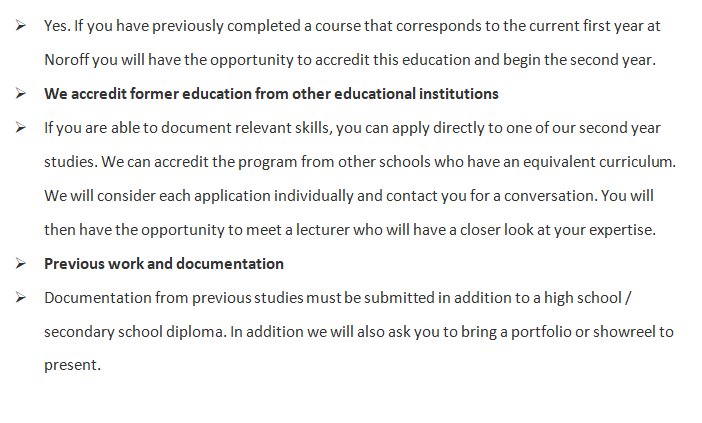 ➢ Yes. If you have previously completed a course that corresponds to the current first year at
Noroff you will have the opportunity to accredit this education and begin the second year.
➢ We accredit former education from other educational institutions
➢ If you are able to document relevant skills, you can apply directly to one of our second year
studies. We can accredit the program from other schools who have an equivalent curriculum.
We will consider each application individually and contact you for a conversation. You will
then have the opportunity to meet a lecturer who will have a closer look at your expertise.
➢ Previous work and documentation
➢ Documentation from previous studies must be submitted in addition to a high school /
secondary school diploma. In addition we will also ask you to bring a portfolio or showreel to
present.